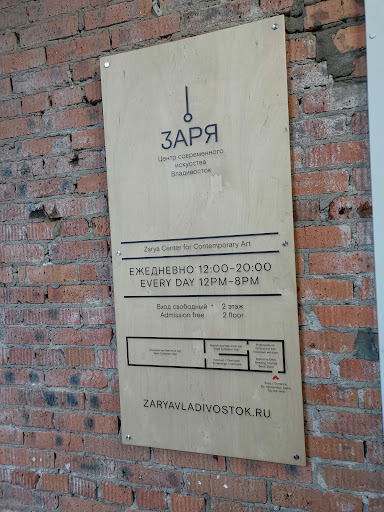 ЗАРЯ
Центр современного
искусства
Владивосток
Zarya Center for Contemporary Art
ЕЖЕДНЕВНО 12:00–20:00
EVERY DAY 12PM–8PM
Вход свободный • 2 этаж
Admission free 2 floor
ZARYAVLADIVOSTOK.RU